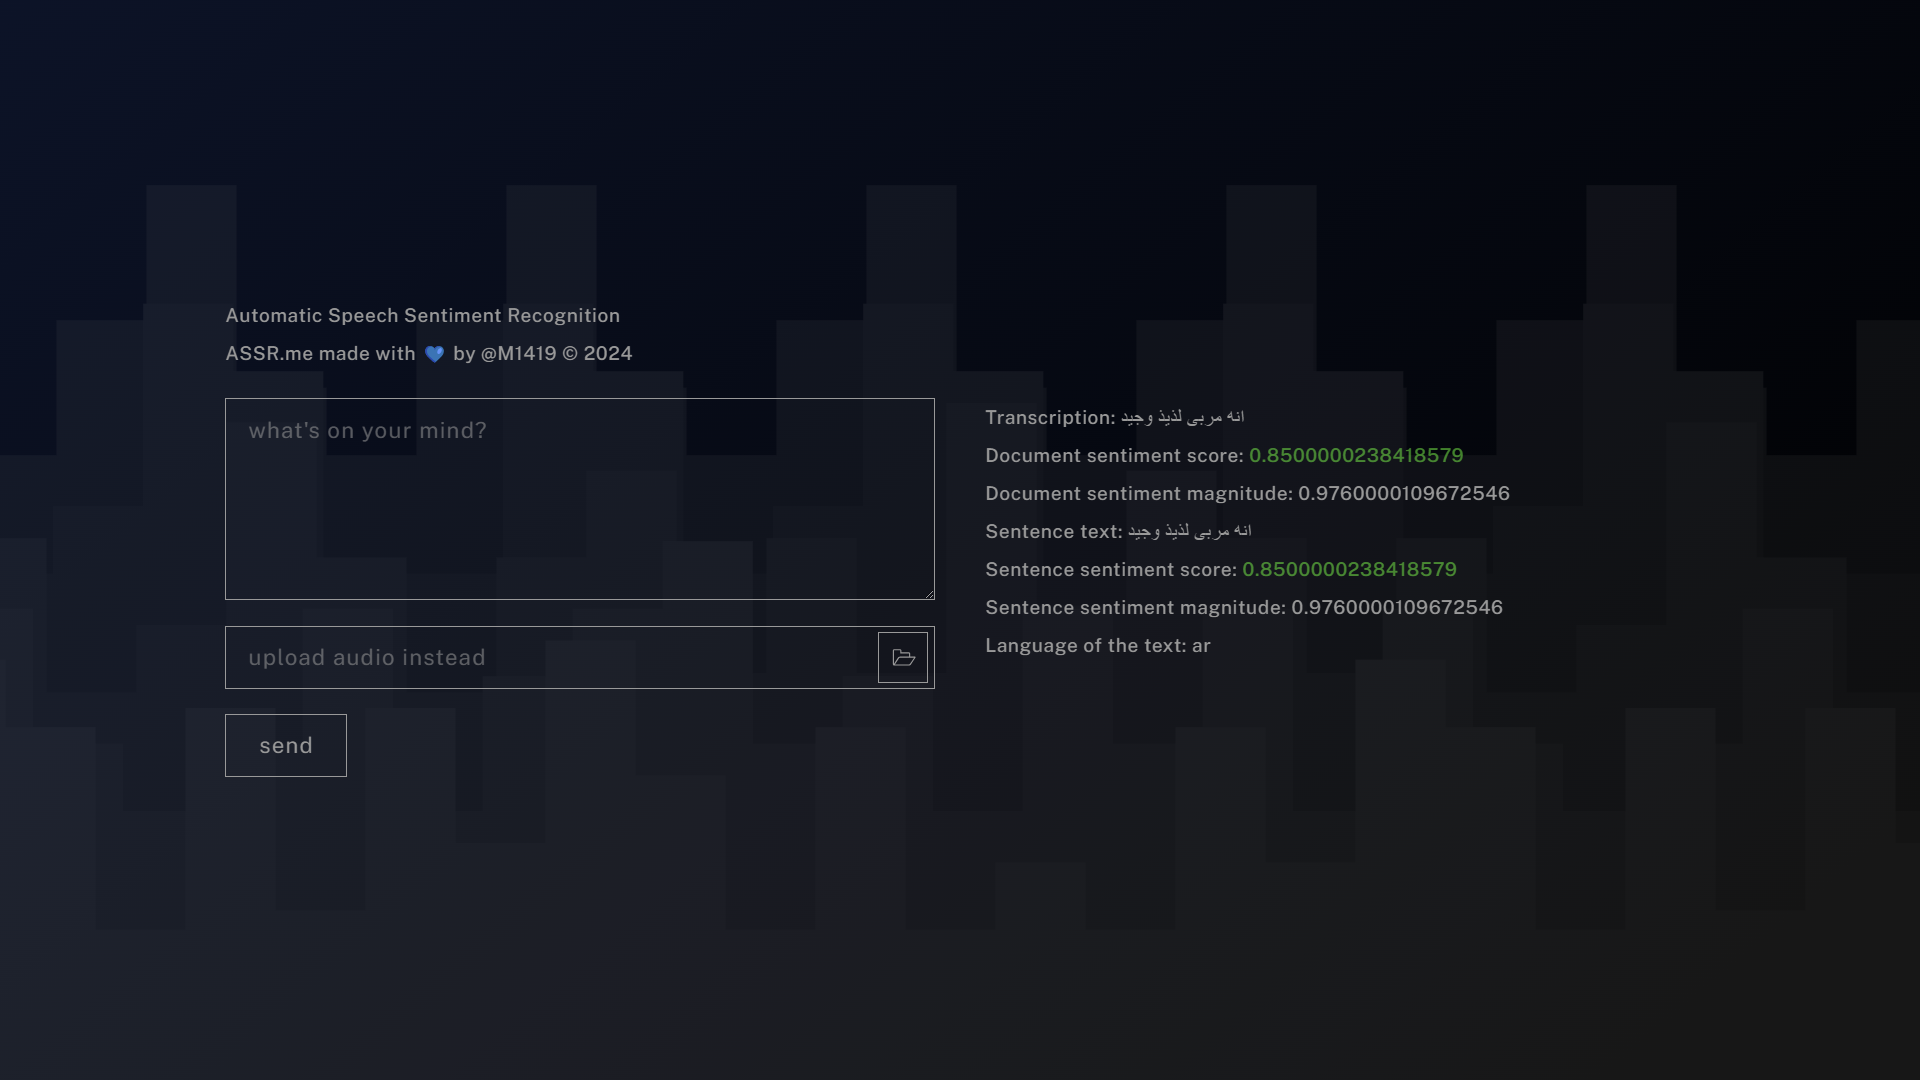 Automatic Speech Sentiment Recognition
ASSR.me made with 💙 by @M1419 © 2024
what's on your mind?
upload audio instead
send
Transcription: انه مربى لذيذ وجيد
Document sentiment score: 0.8500000238418579
Document sentiment magnitude: 0.9760000109672546
Sentence text: انه مربى لذيذ وجيد
Sentence sentiment score: 0.8500000238418579
Sentence sentiment magnitude: 0.9760000109672546
Language of the text: ar